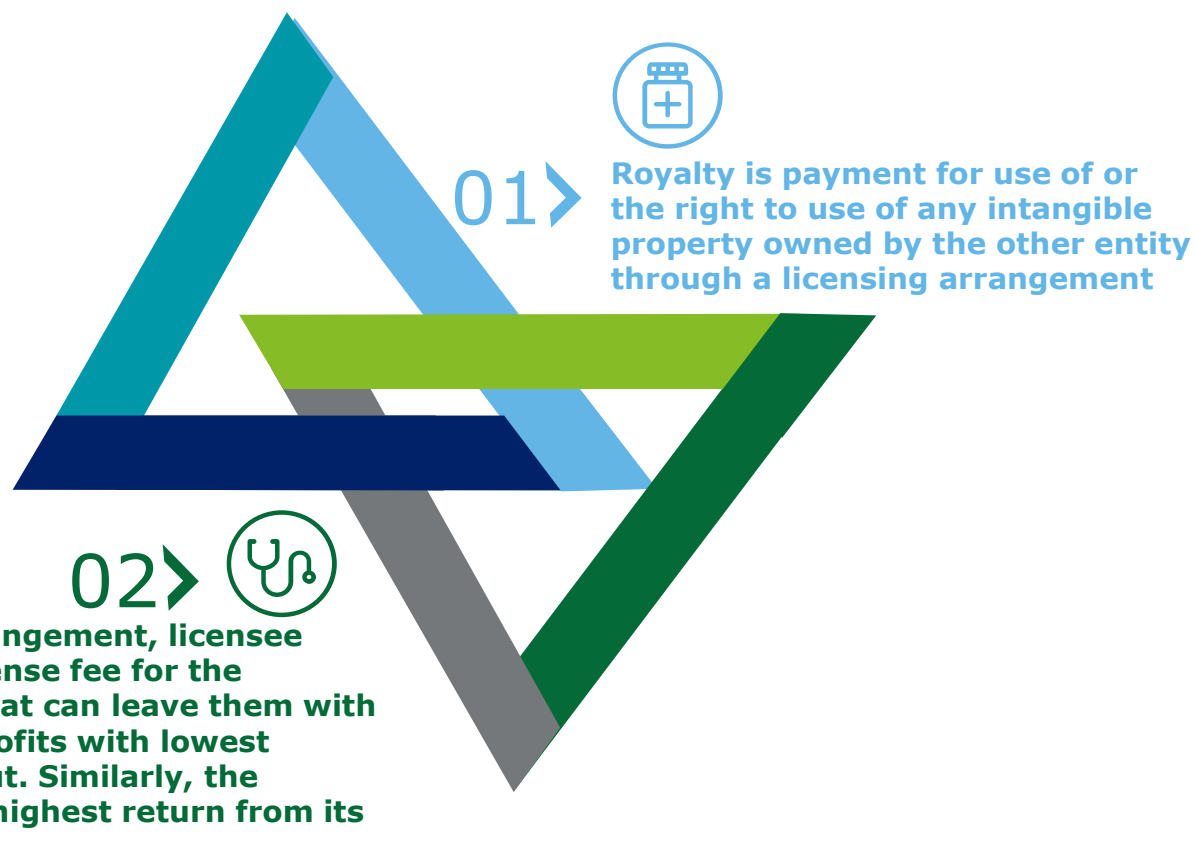 01
Royalty is payment for use of or
the right to use of any intangible
property owned by the other entity
through a licensing arrangement
02
ngement, licensee
ense fee for the
at can leave them with
ofits with lowest
ut. Similarly, the
highest return from its